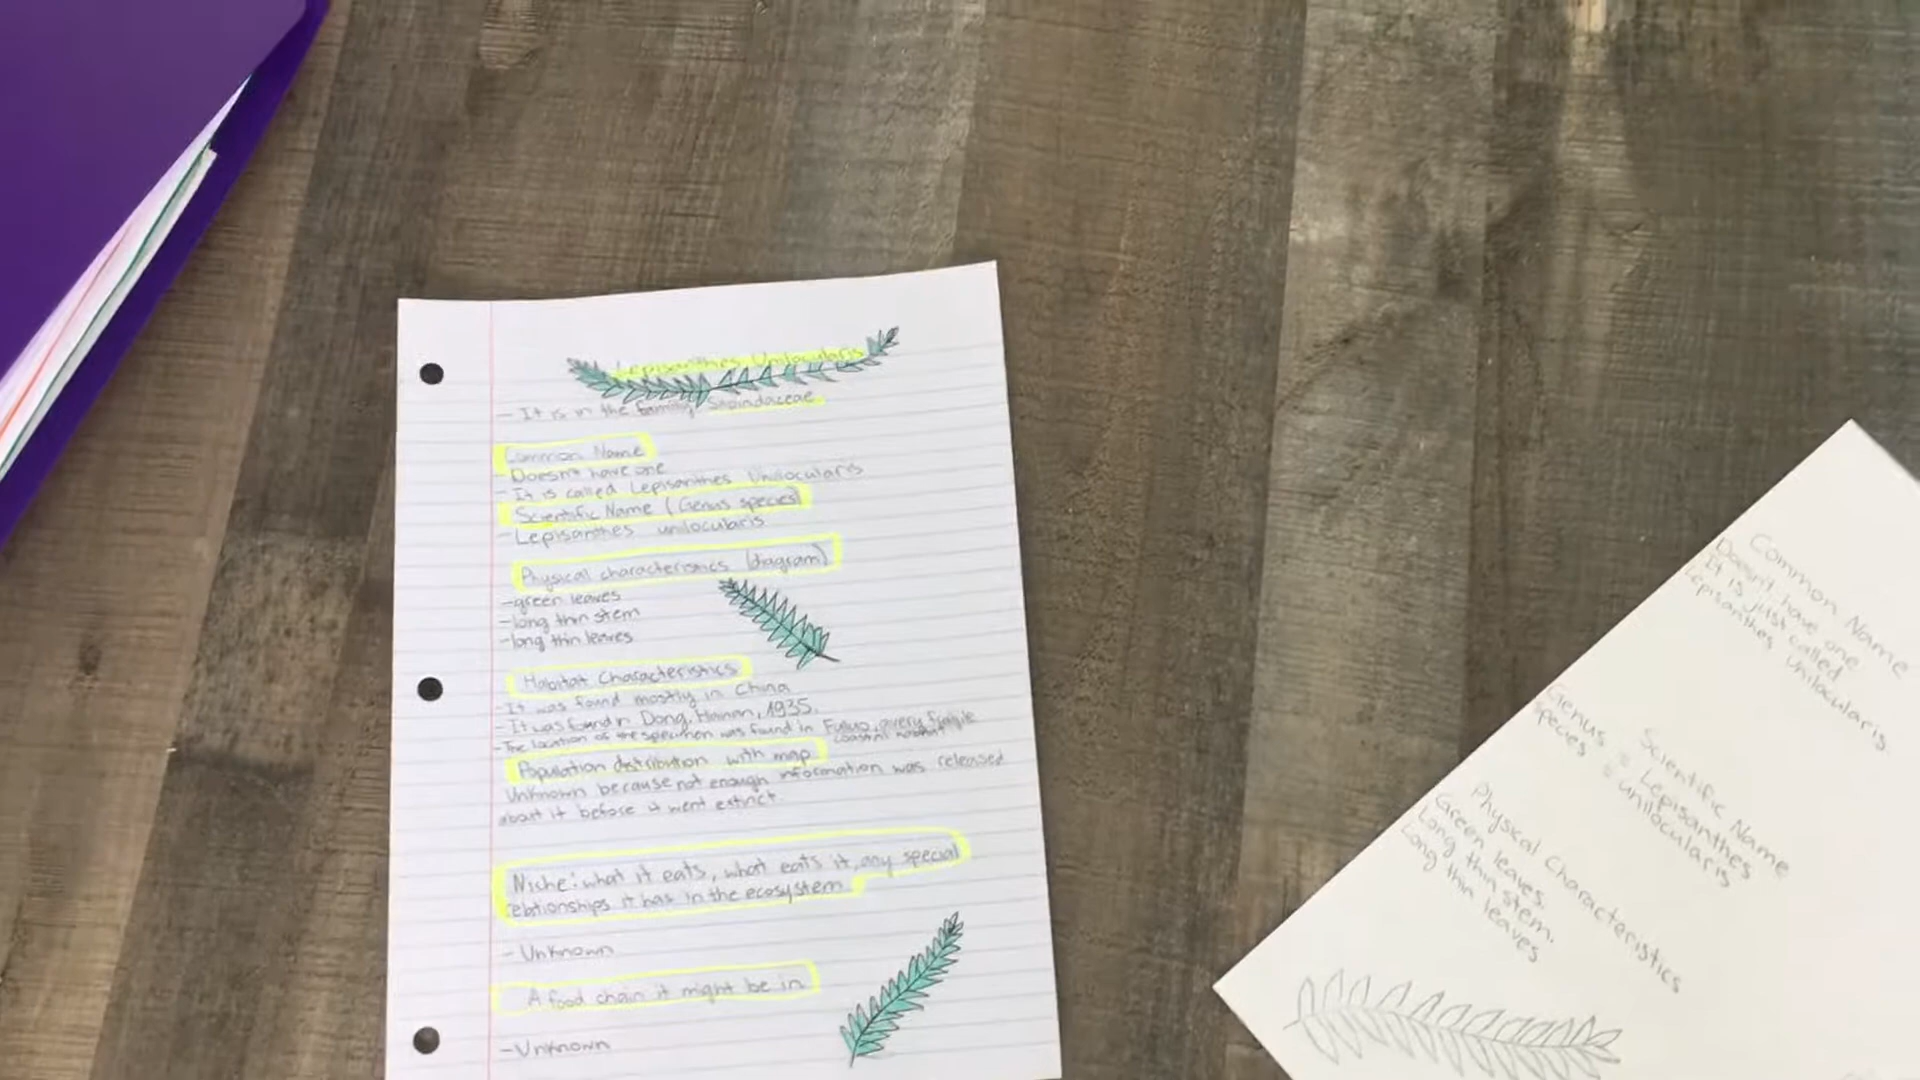 Lepisanthes Unilocularis
- It is in the family Sapindaceae
Common Name
- Doesn't have one
- It is called Lepisanthes Unilocularis
Scientific Name (Genus species)
- Lepisanthes unilocularis
Physical characteristics (diagram)
- green leaves
- long thin stem
- long thin leaves
Habitat Characteristics
- It was found mostly in China
- It was found in Dong, Hainan, 1935.
- The location of the specimen was found in Fuluo, a very fragile
coastal habitat
Population distribution with map
Unknown because not enough information was released
about it before it went extinct.
Niche: what it eats, what eats it, any special
relationships it has in the ecosystem
- Unknown
A food chain it might be in
- Unknown
Common Name
Doesn't have one
It is just called
Lepisanthes Unilocularis
Scientific Name
Genus = Lepisanthes
species = unilocularis
Physical Characteristics
Green leaves.
Long thin stem.
Long thin leaves